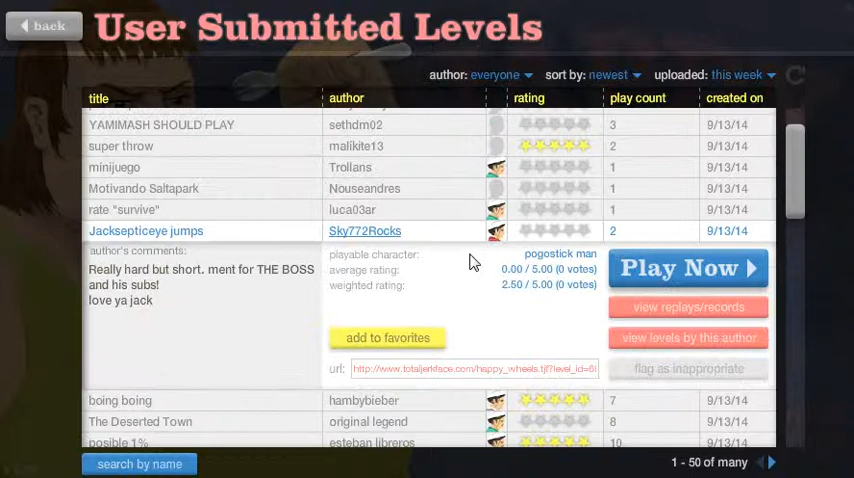 back
User Submitted Levels
author: everyone sort by: newest uploaded: this week
title author rating play count created on
YAMIMASH SHOULD PLAY sethdm02 3 9/13/14
super throw malikite13 2 9/13/14
minijuego Trollans 1 9/13/14
Motivando Saltapark Nouseandres 1 9/13/14
rate "survive" luca03ar 1 9/13/14
Jacksepticeye jumps Sky772Rocks 2 9/13/14
author's comments:
Really hard but short. ment for THE BOSS
and his subs!
love ya jack
playable character: pogostick man
average rating: 0.00 / 5.00 (0 votes)
weighted rating: 2.50 / 5.00 (0 votes)
add to favorites
url: http://www.totaljerkface.com/happy_wheels.tjf?level_id=6
Play Now
view replays/records
view levels by this author
flag as inappropriate
boing boing hambybieber 7 9/13/14
The Deserted Town original legend 8 9/13/14
posible 1% esteban libreros 10 9/13/14
search by name
1 - 50 of many